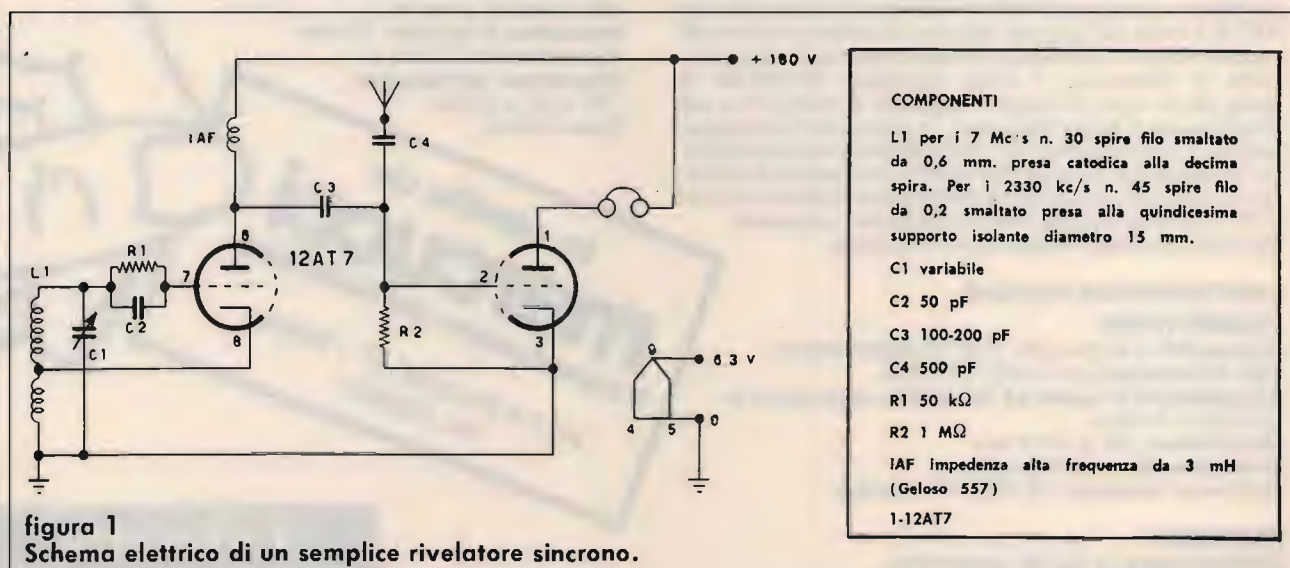 + 180 V
IAF
C4
C3
6
1
R1
12AT7
L1
7
2
C2
R2
C1
8
3
9
6.3 V
4
5
0
figura 1
Schema elettrico di un semplice rivelatore sincrono.
COMPONENTI
L1 per i 7 Mc/s n. 30 spire filo smaltato
da 0,6 mm. presa catodica alla decima
spira. Per i 2330 kc/s n. 45 spire filo
da 0,2 smaltato presa alla quindicesima
supporto isolante diametro 15 mm.
C1 variabile
C2 50 pF
C3 100-200 pF
C4 500 pF
R1 50 kΩ
R2 1 MΩ
IAF impedenza alta frequenza da 3 mH
(Geloso 557)
1-12AT7